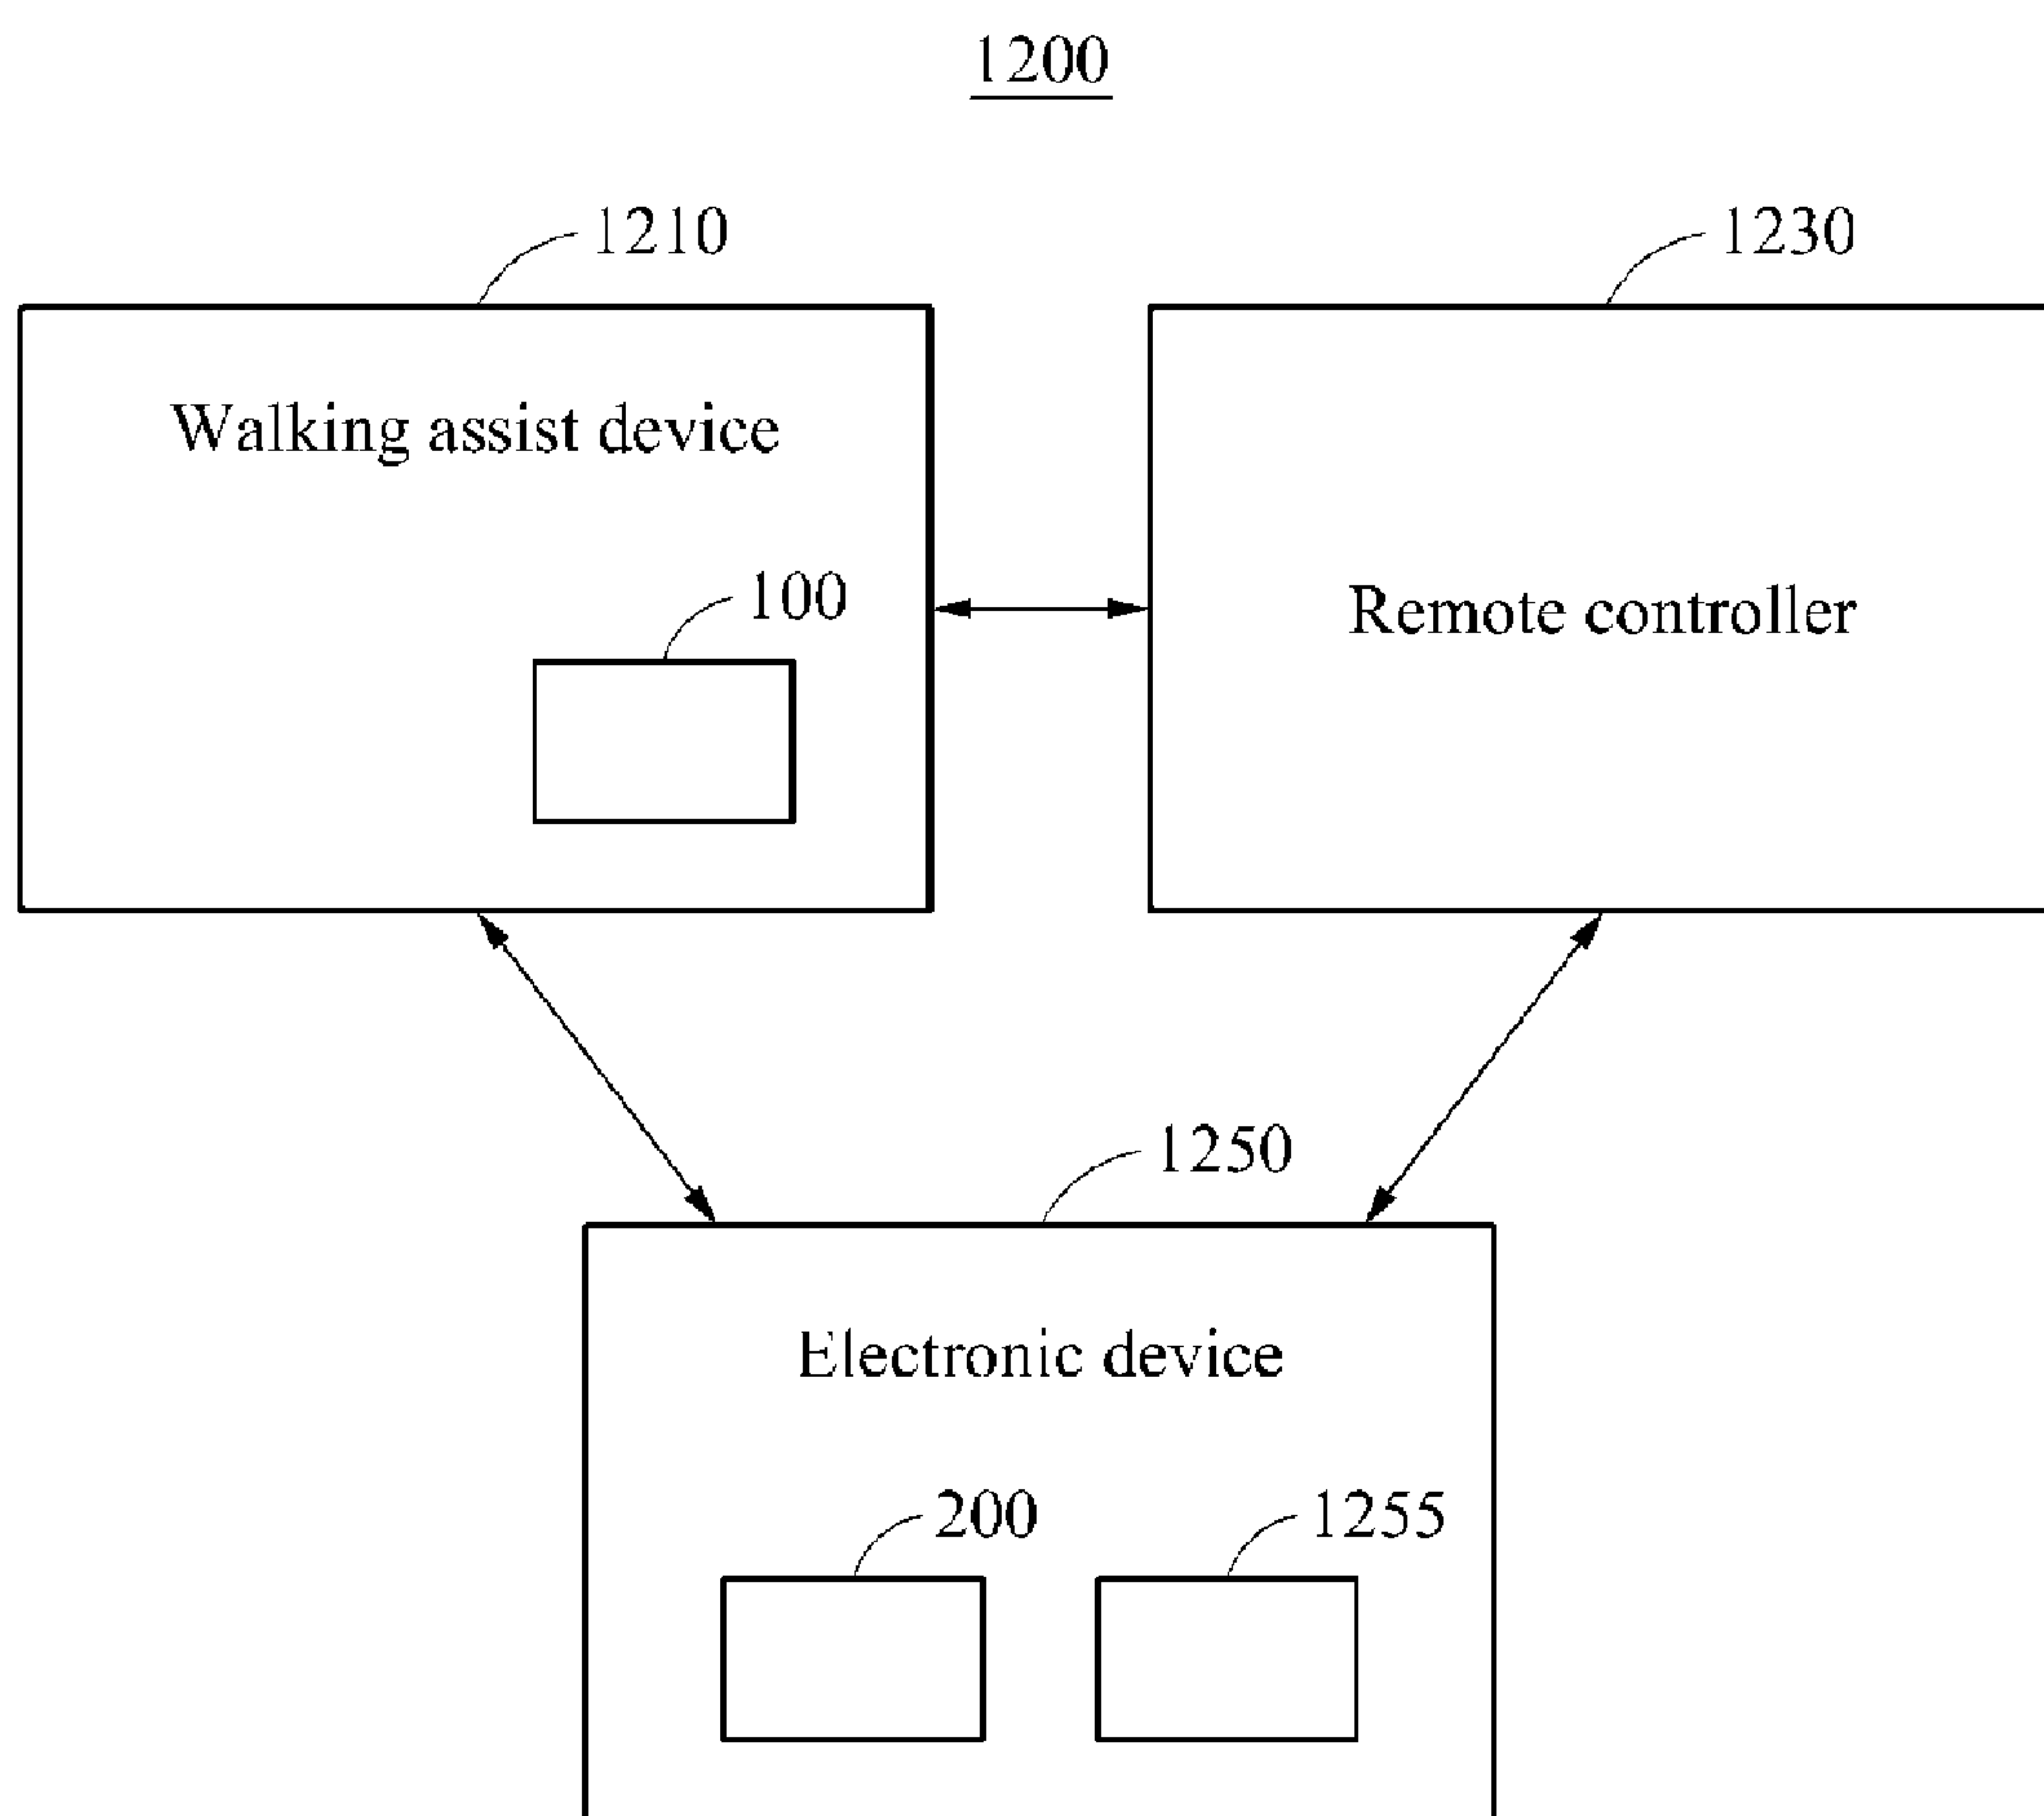 1200
1210
1230
Walking assist device
100
Remote controller
1250
Electronic device
200
1255